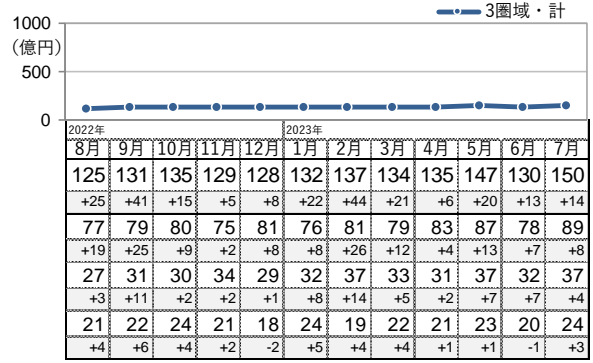 3圏域・計
1000
(億円)
500
0
2022年 2023年
8月 9月 10月 11月 12月 1月 2月 3月 4月 5月 6月 7月
125 131 135 129 128 132 137 134 135 147 130 150
+25 +41 +15 +5 +8 +22 +44 +21 +6 +20 +13 +14
77 79 80 75 81 76 81 79 83 87 78 89
+19 +25 +9 +2 +8 +8 +26 +12 +4 +13 +7 +8
27 31 30 34 29 32 37 33 31 37 32 37
+3 +11 +2 +2 +1 +8 +14 +5 +2 +7 +7 +4
21 22 24 21 18 24 19 22 21 23 20 24
+4 +6 +4 +2 -2 +5 +4 +4 +1 +1 -1 +3